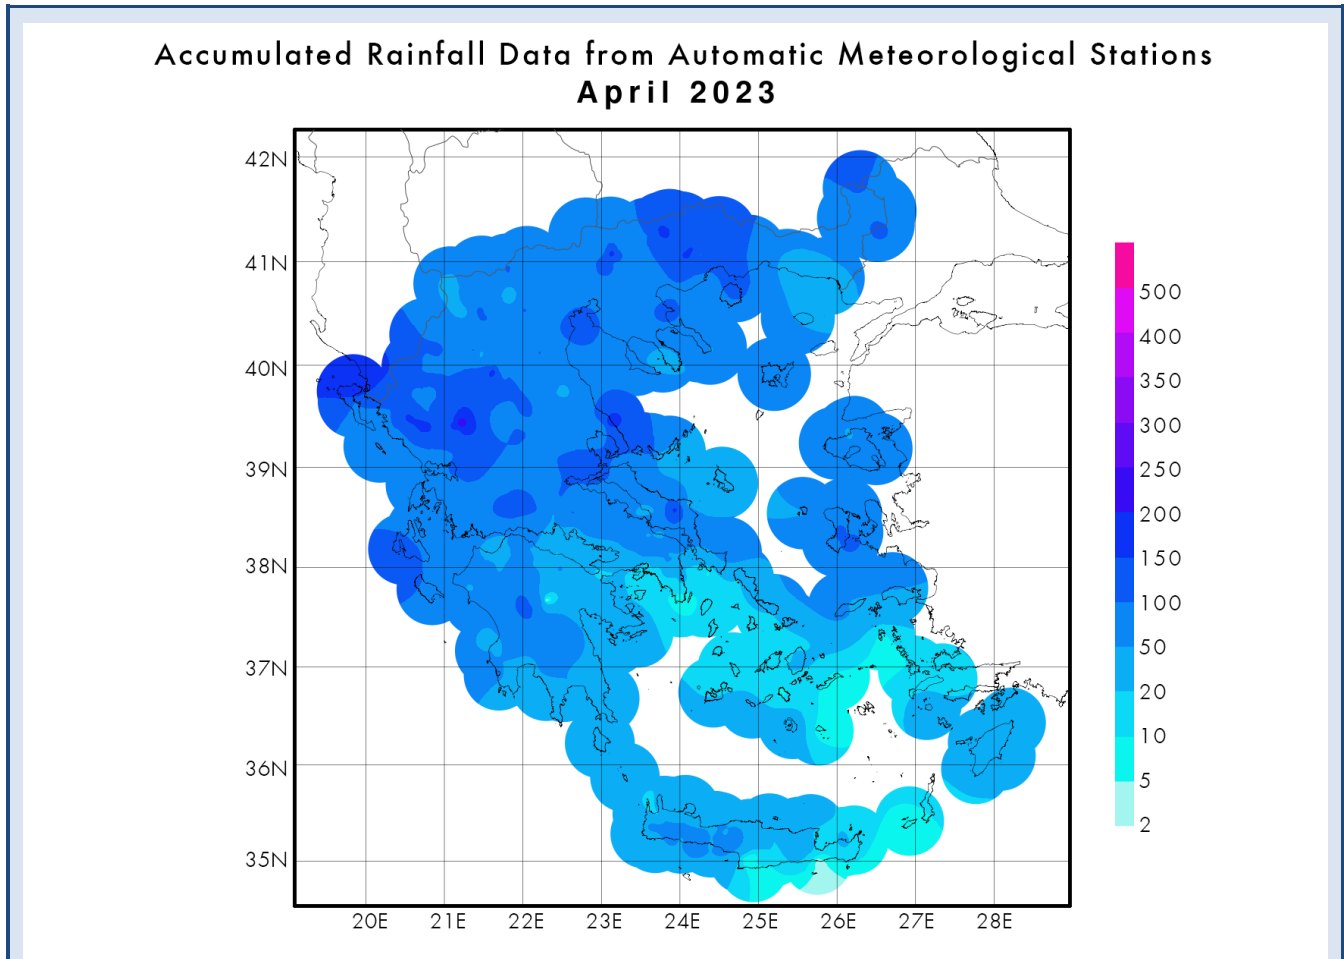 Accumulated Rainfall Data from Automatic Meteorological Stations
April 2023
42N
41N
40N
39N
38N
37N
36N
35N
20E 21E 22E 23E 24E 25E 26E 27E 28E
500
400
350
300
250
200
150
100
50
20
10
5
2